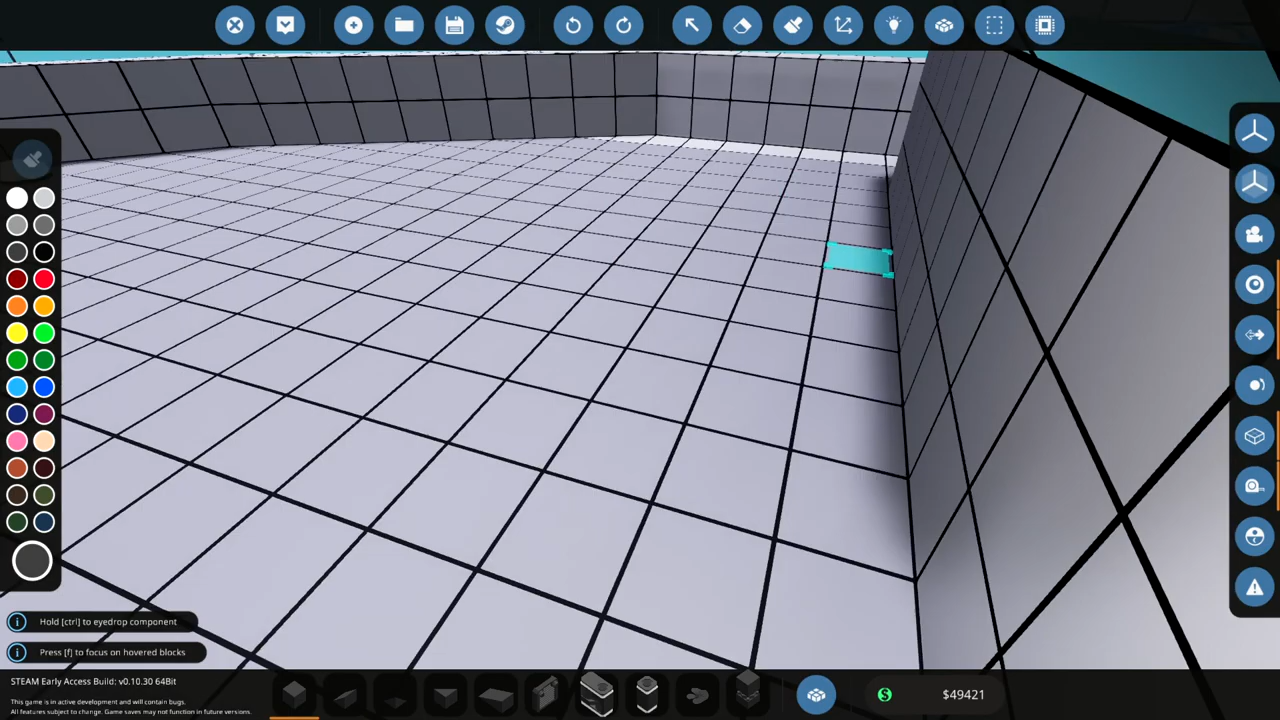 Hold [ctrl] to eyedrop component
Press [f] to focus on hovered blocks
STEAM Early Access Build: v0.10.30 64Bit
This game is in active development and will contain bugs.
All features subject to change. Game saves may not function in future versions.
$49421